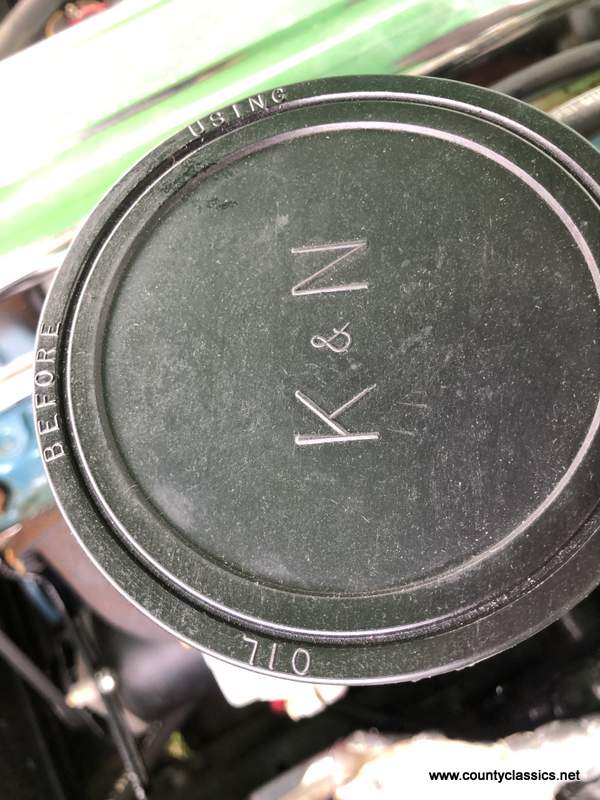 K & N
OIL
BEFORE
USING
www.countyclassics.net